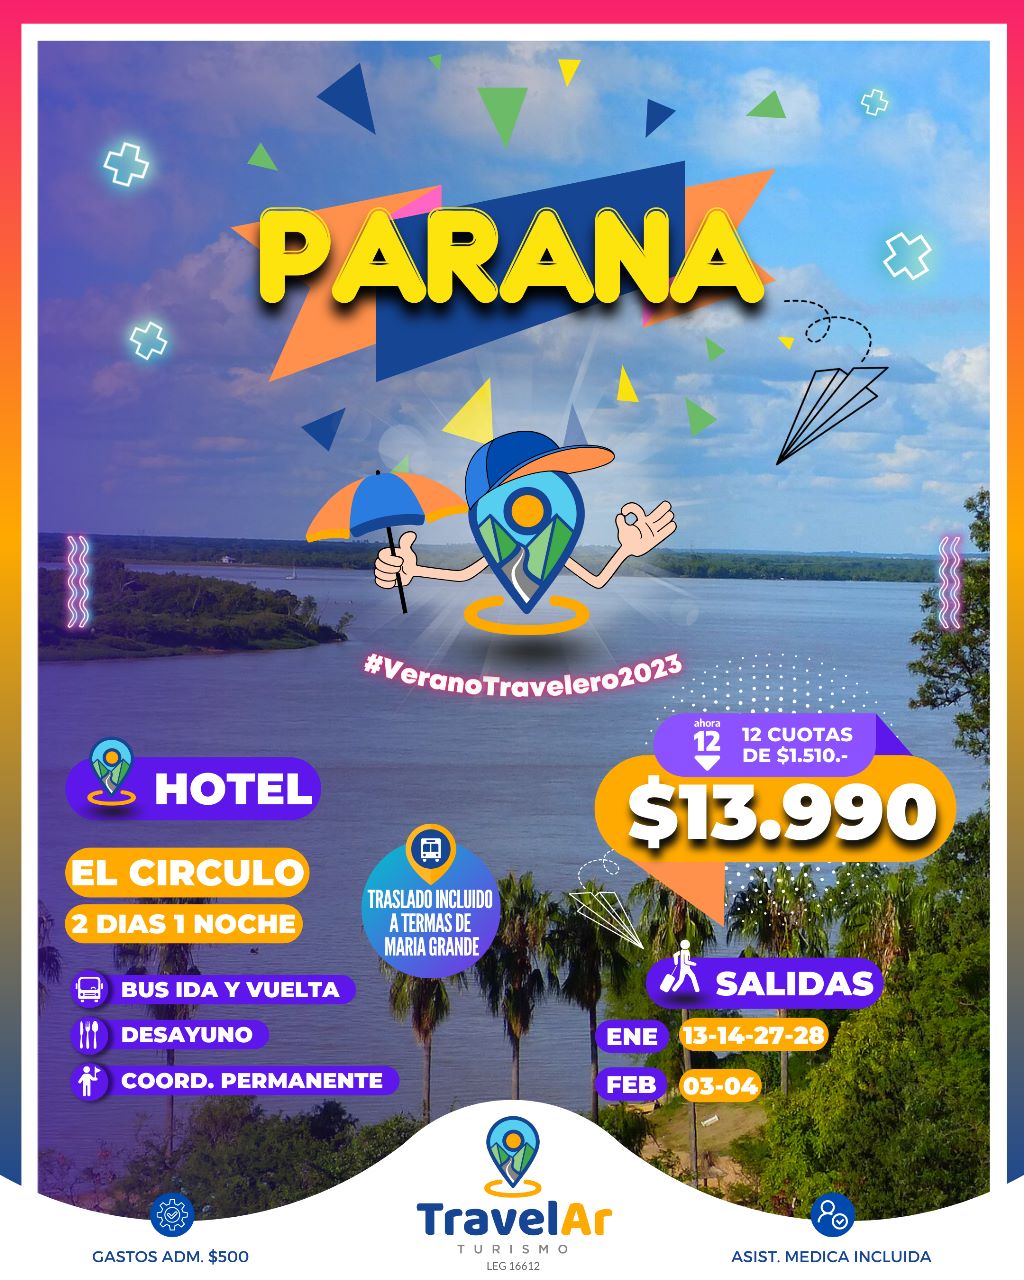 PARANA
#VeranoTravelero2023
ahora
12
12 CUOTAS
DE $1.510.-
$13.990
HOTEL
EL CIRCULO
2 DIAS 1 NOCHE
TRASLADO INCLUIDO
A TERMAS DE
MARIA GRANDE
BUS IDA Y VUELTA
DESAYUNO
COORD. PERMANENTE
SALIDAS
ENE 13-14-27-28
FEB 03-04
TravelAr
TURISMO
LEG 16612
GASTOS ADM. $500
ASIST. MEDICA INCLUIDA